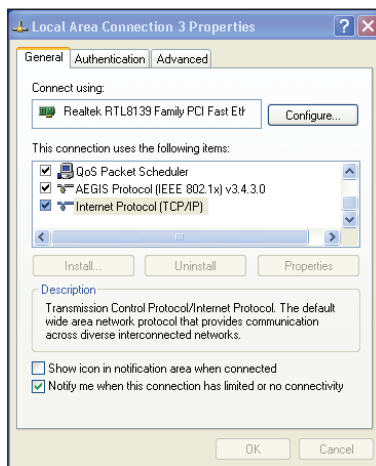 Local Area Connection 3 Properties
General Authentication Advanced
Connect using:
Realtek RTL8139 Family PCI Fast Eth
Configure...
This connection uses the following items:
QoS Packet Scheduler
AEGIS Protocol (IEEE 802.1x) v3.4.3.0
Internet Protocol (TCP/IP)
Install... Uninstall Properties
Description
Transmission Control Protocol/Internet Protocol. The default
wide area network protocol that provides communication
across diverse interconnected networks.
Show icon in notification area when connected
Notify me when this connection has limited or no connectivity
OK Cancel